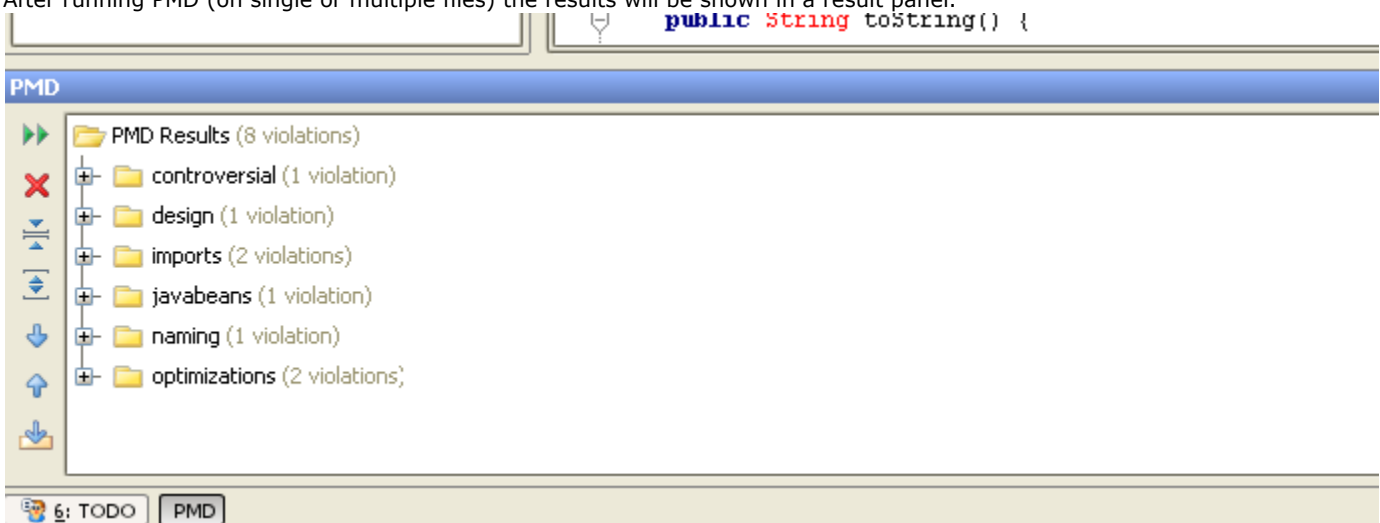 After running PMD (on single or multiple files) the results will be shown in a result panel.
public String toString() {
PMD
PMD Results (8 violations)
controversial (1 violation)
design (1 violation)
imports (2 violations)
javabeans (1 violation)
naming (1 violation)
optimizations (2 violations)
6: TODO PMD